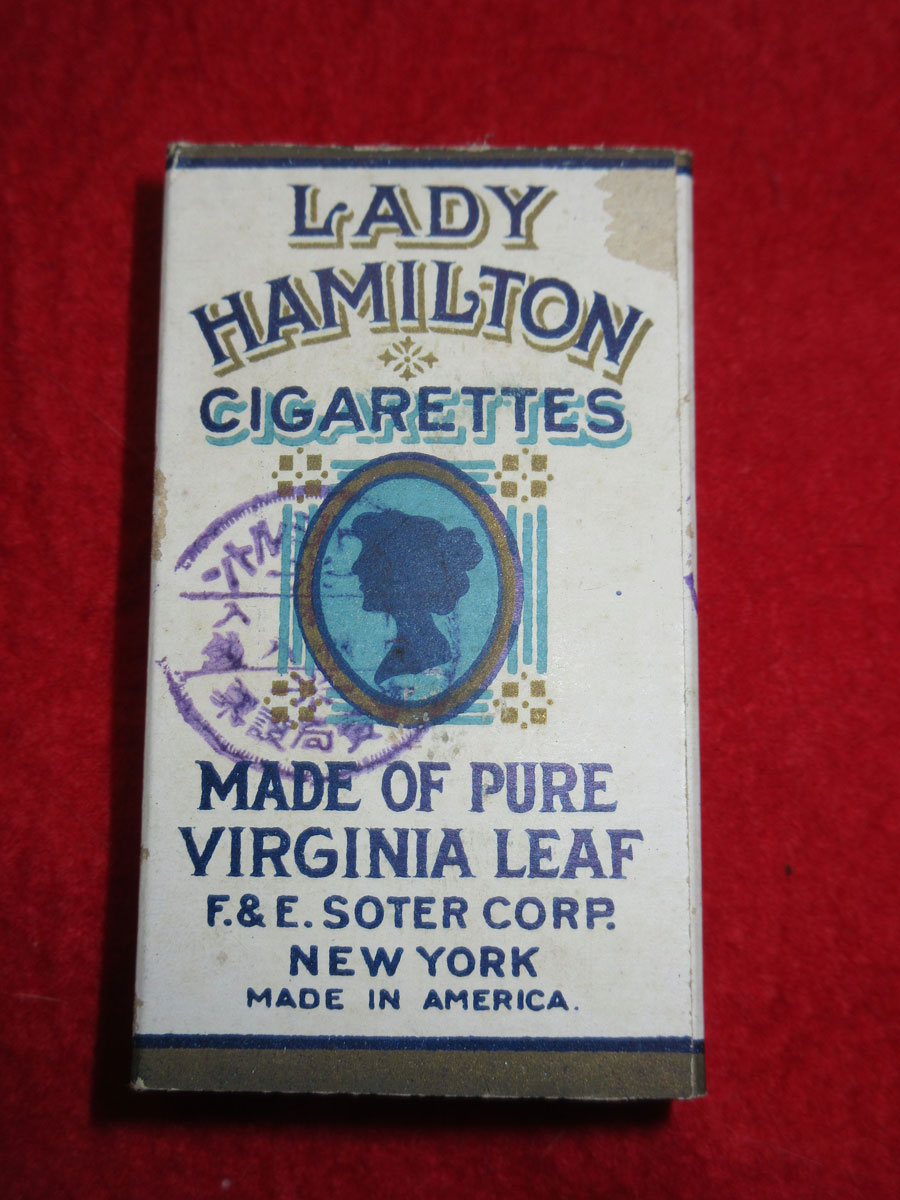 LADY
HAMILTON
CIGARETTES
MADE OF PURE
VIRGINIA LEAF
F. & E. SOTER CORP.
NEW YORK
MADE IN AMERICA.